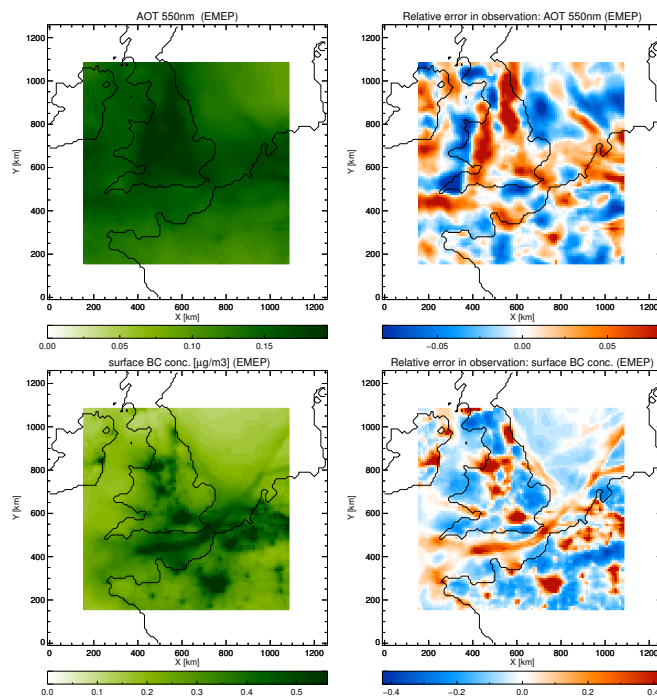 AOT 550nm (EMEP)
1200
1000
800
600
400
200
0
Y [km]
0 200 400 600 800 1000 1200
X [km]
0.00 0.05 0.10 0.15
Relative error in observation: AOT 550nm (EMEP)
1200
1000
800
600
400
200
0
Y [km]
0 200 400 600 800 1000 1200
X [km]
−0.05 0.00 0.05
surface BC conc. [μg/m3] (EMEP)
1200
1000
800
600
400
200
0
Y [km]
0 200 400 600 800 1000 1200
X [km]
0.0 0.1 0.2 0.3 0.4 0.5
Relative error in observation: surface BC conc. (EMEP)
1200
1000
800
600
400
200
0
Y [km]
0 200 400 600 800 1000 1200
X [km]
−0.4 −0.2 0.0 0.2